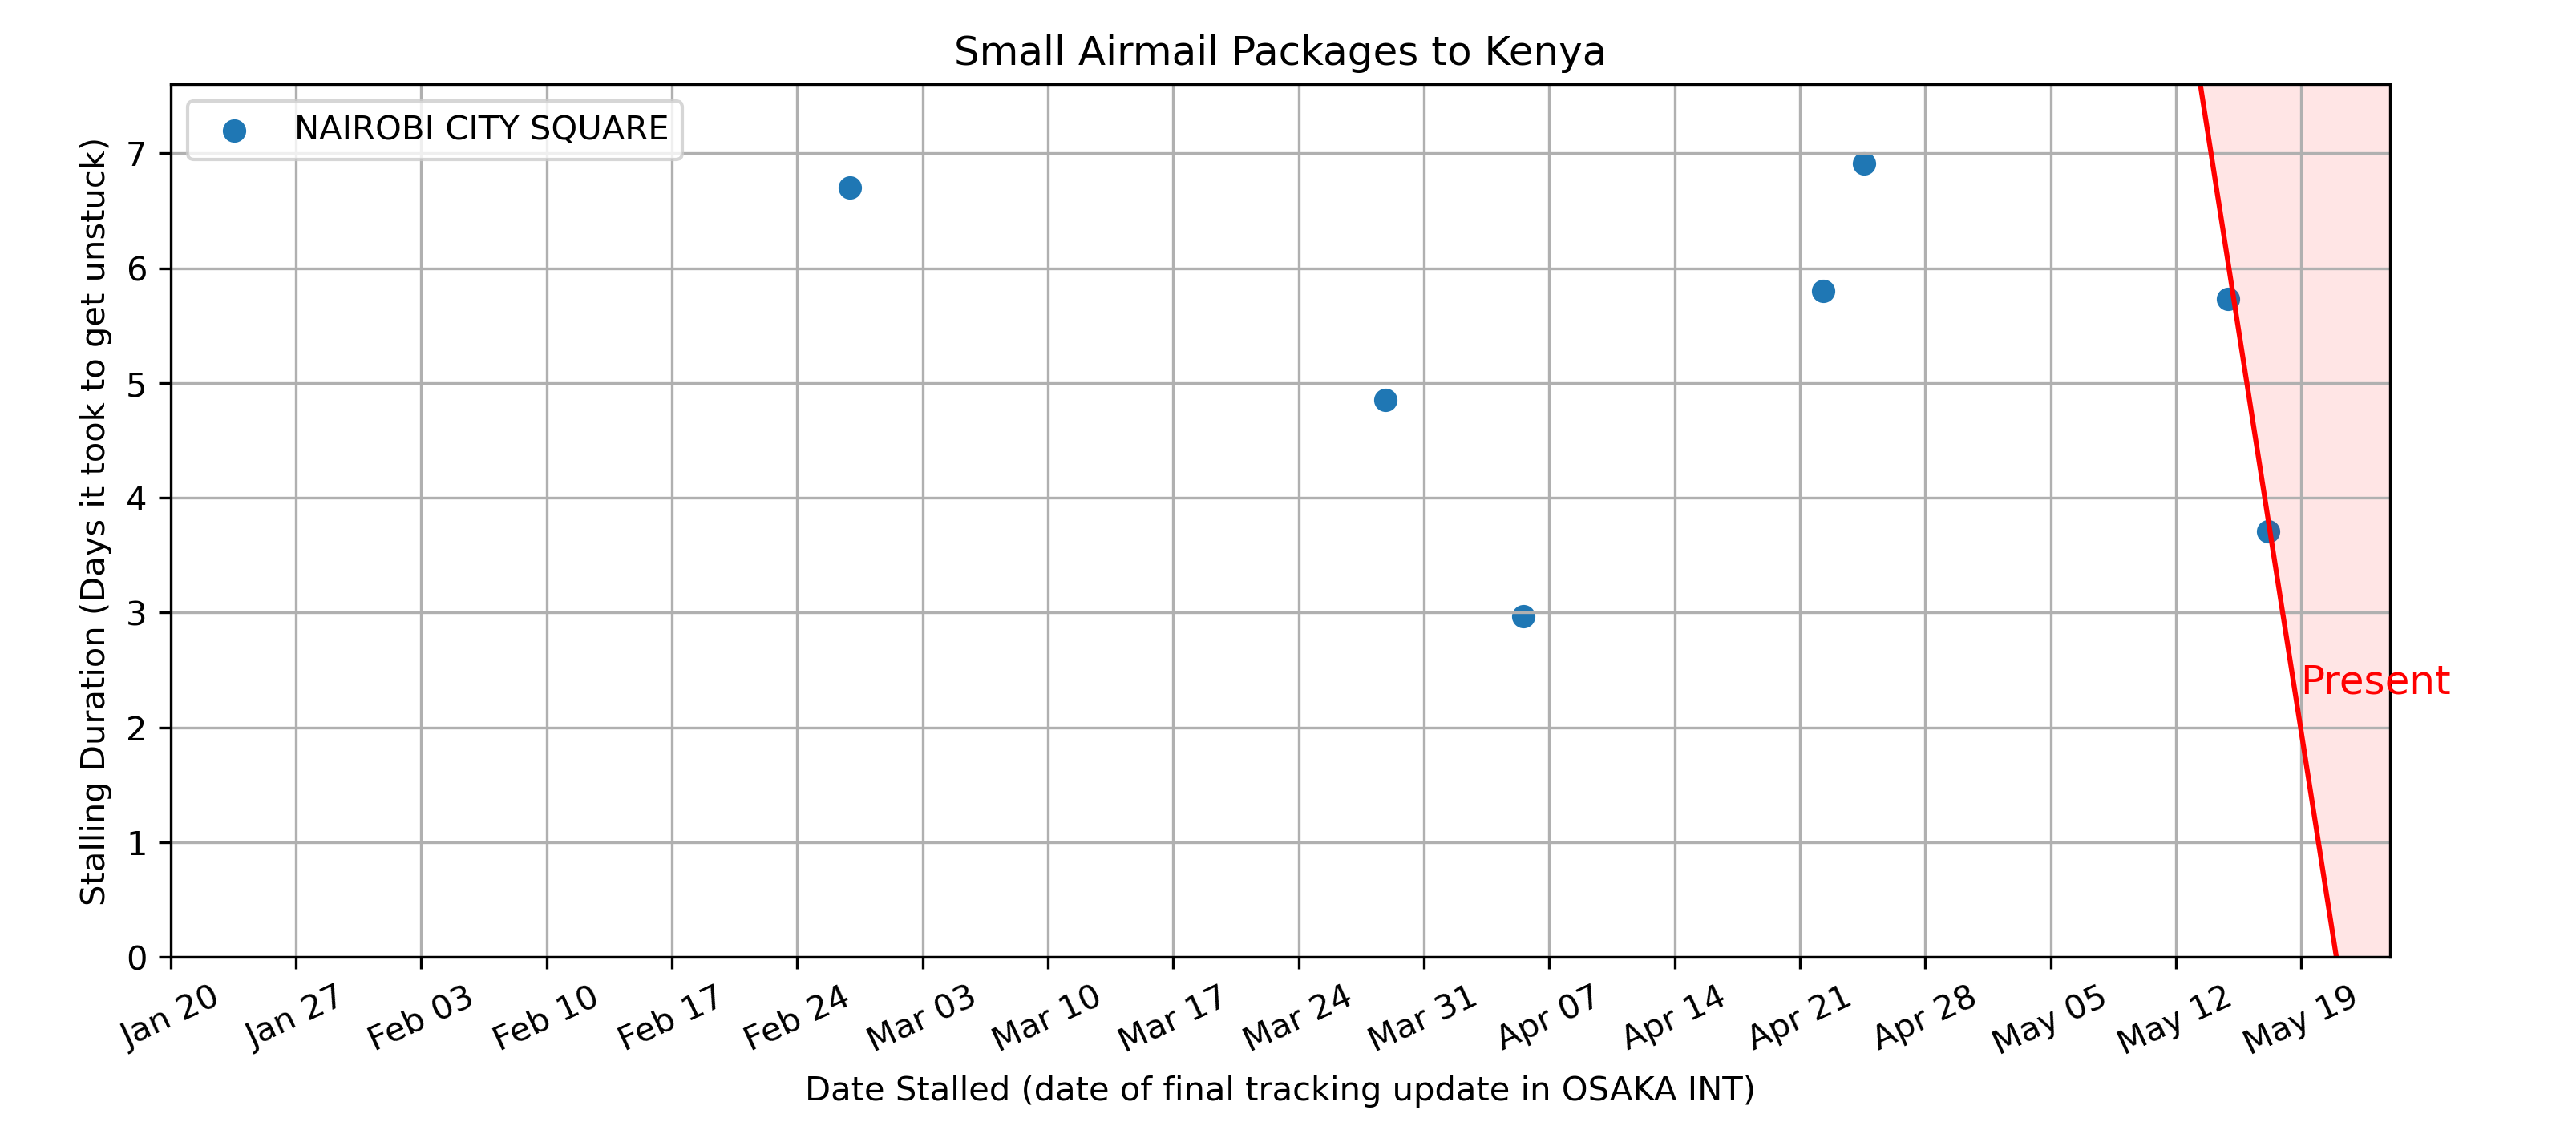 Small Airmail Packages to Kenya
NAIROBI CITY SQUARE
Stalling Duration (Days it took to get unstuck)
7
6
5
4
3
2
1
0
Present
Jan 20
Jan 27
Feb 03
Feb 10
Feb 17
Feb 24
Mar 03
Mar 10
Mar 17
Mar 24
Mar 31
Apr 07
Apr 14
Apr 21
Apr 28
May 05
May 12
May 19
Date Stalled (date of final tracking update in OSAKA INT)